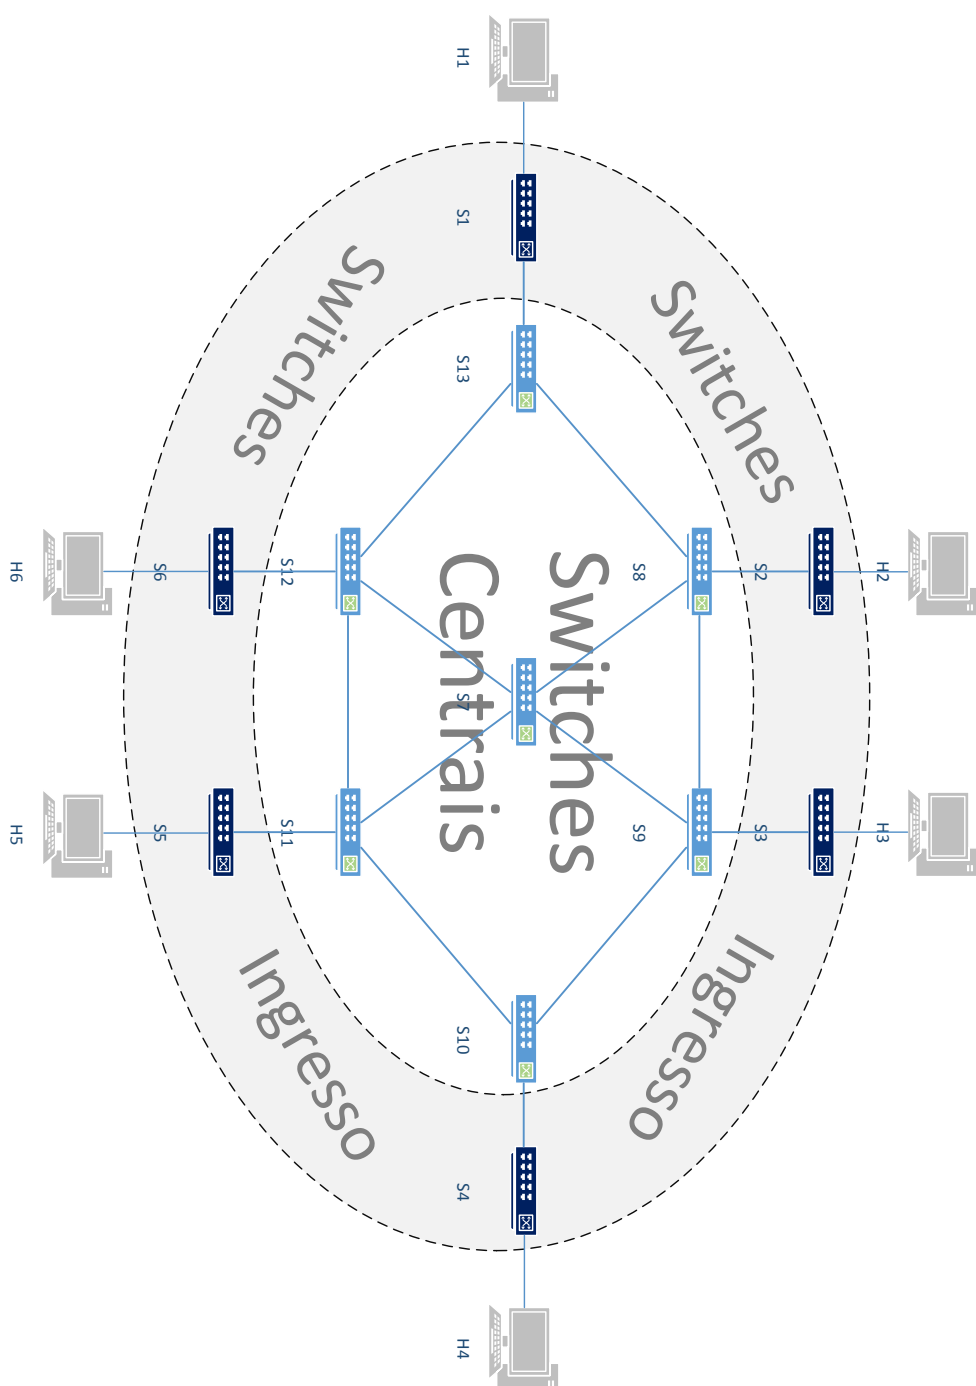 H2
H3
S2
S3
Switches
Ingresso
S8
S9
Switches
Centrais
H1
S1
S13
S7
S10
S4
H4
Switches
Ingresso
S12
S11
S6
S5
H6
H5